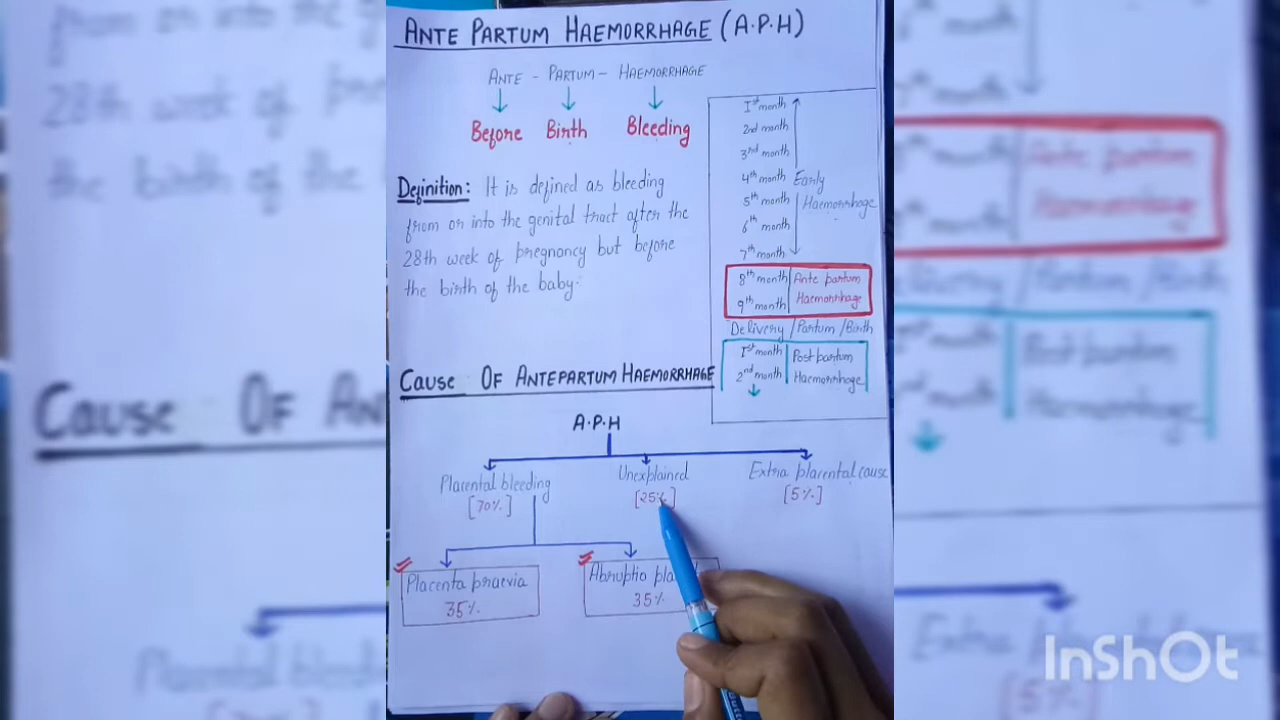 ANTE PARTUM HAEMORRHAGE (A.P.H)
ANTE - PARTUM - HAEMORRHAGE
Before Birth Bleeding
Definition: It is defined as bleeding
from or into the genital tract after the
28th week of pregnancy but before
the birth of the baby.
Ist month
2nd month
3rd month
4th month Early
5th month Haemorrhage
6th month
7th month
8th month Ante partum
9th month Haemorrhage
Delivery / Partum / Birth
Ist month Post partum
2nd month Haemorrhage
CAUSE OF ANTEPARTUM HAEMORRHAGE
A.P.H
Placental bleeding Unexplained Extra placental cause
[70%] [25%] [5%]
Placenta praevia Abruptio
35% 35%
InShOt